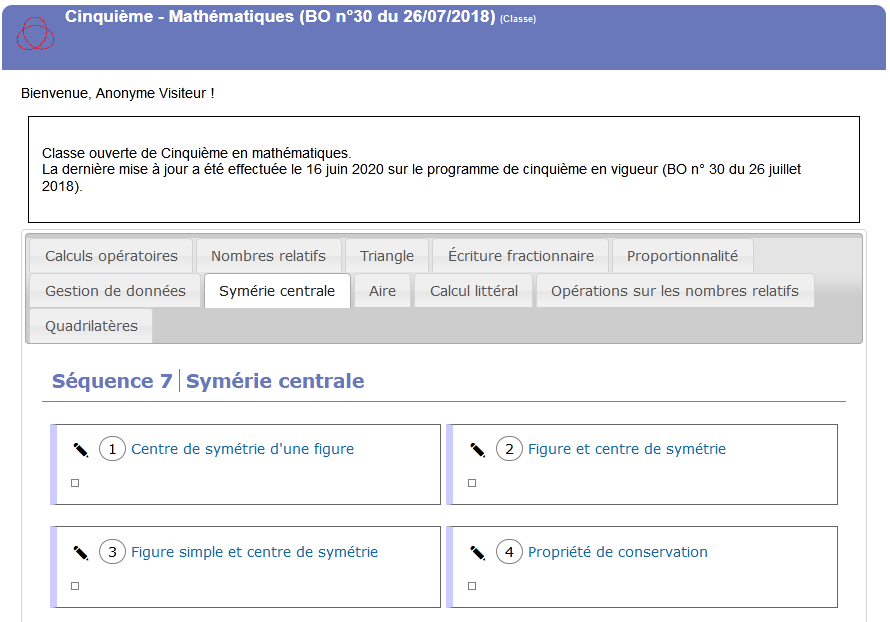 Cinquième - Mathématiques (BO n°30 du 26/07/2018) (Classe)
Bienvenue, Anonyme Visiteur !
Classe ouverte de Cinquième en mathématiques.
La dernière mise à jour a été effectuée le 16 juin 2020 sur le programme de cinquième en vigueur (BO n° 30 du 26 juillet
2018).
Calculs opératoires Nombres relatifs Triangle Écriture fractionnaire Proportionnalité
Gestion de données Symérie centrale Aire Calcul littéral Opérations sur les nombres relatifs
Quadrilatères
Séquence 7 Symérie centrale
1 Centre de symétrie d'une figure
2 Figure et centre de symétrie
3 Figure simple et centre de symétrie
4 Propriété de conservation